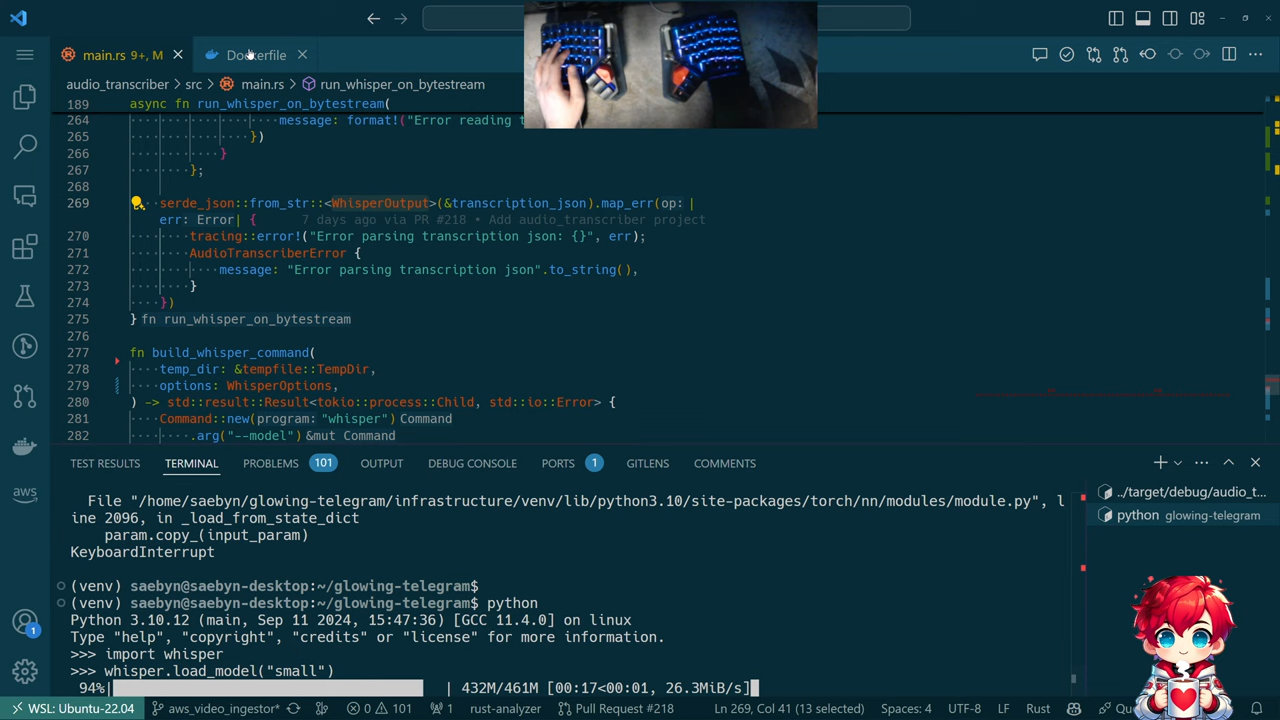 main.rs 9+, M
Dockerfile
audio_transcriber > src > main.rs > run_whisper_on_bytestream
189 async fn run_whisper_on_bytestream(
264 message: format!("Error reading t
265 })
266 }
267 };
268
269 serde_json::from_str::<WhisperOutput>(&transcription_json).map_err(op: |
err: Error| { 7 days ago via PR #218 • Add audio_transcriber project
270 tracing::error!("Error parsing transcription json: {}", err);
271 AudioTranscriberError {
272 message: "Error parsing transcription json".to_string(),
273 }
274 })
275 } fn run_whisper_on_bytestream
276
277 fn build_whisper_command(
278 temp_dir: &tempfile::TempDir,
279 options: WhisperOptions,
280 ) -> std::result::Result<tokio::process::Child, std::io::Error> {
281 Command::new(program: "whisper") Command
282 .arg("--model") &mut Command
TEST RESULTS TERMINAL PROBLEMS 101 OUTPUT DEBUG CONSOLE PORTS 1 GITLENS COMMENTS
File "/home/saebyn/glowing-telegram/infrastructure/venv/lib/python3.10/site-packages/torch/nn/modules/module.py", l
ine 2096, in _load_from_state_dict
param.copy_(input_param)
KeyboardInterrupt
(venv) saebyn@saebyn-desktop:~/glowing-telegram$
(venv) saebyn@saebyn-desktop:~/glowing-telegram$ python
Python 3.10.12 (main, Sep 11 2024, 15:47:36) [GCC 11.4.0] on linux
Type "help", "copyright", "credits" or "license" for more information.
>>> import whisper
>>> whisper.load_model("small")
94%| | 432M/461M [00:17<00:01, 26.3MiB/s]
../target/debug/audio_t...
python glowing-telegram
aws
1
WSL: Ubuntu-22.04 aws_video_ingestor* 0 101 1 rust-analyzer Pull Request #218 Ln 269, Col 41 (13 selected) Spaces: 4 UTF-8 LF Rust